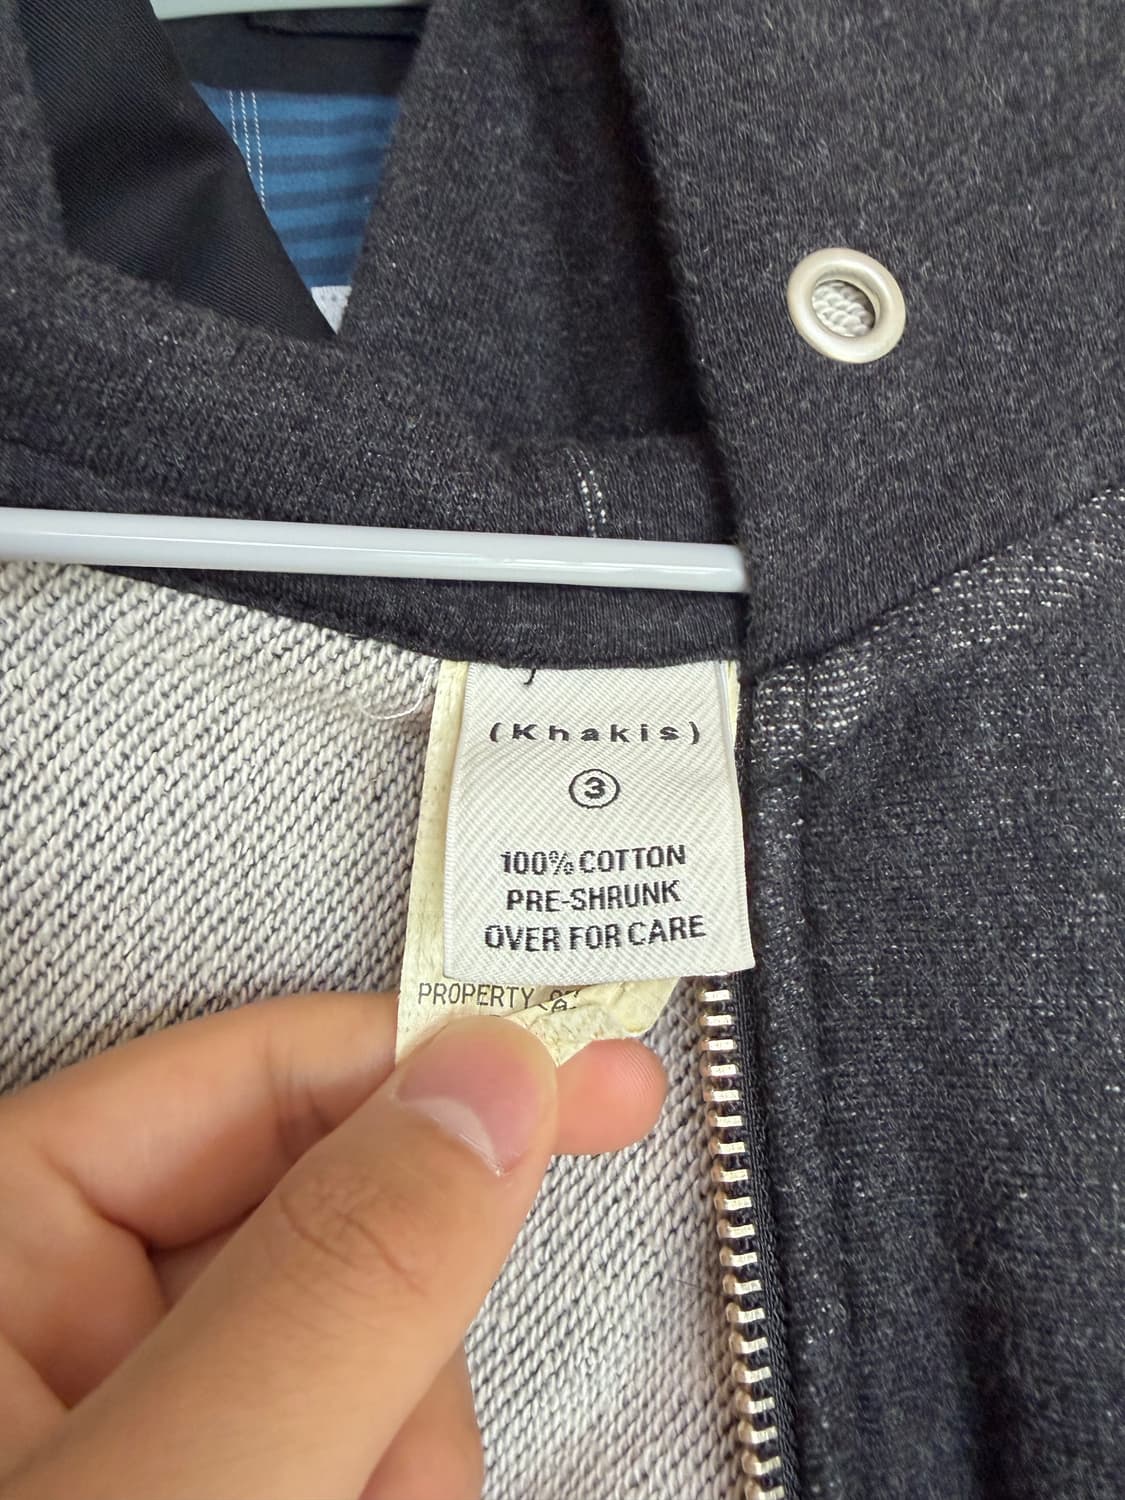 (Khakis)
3
100% COTTON
PRE-SHRUNK
OVER FOR CARE
PROPERTY